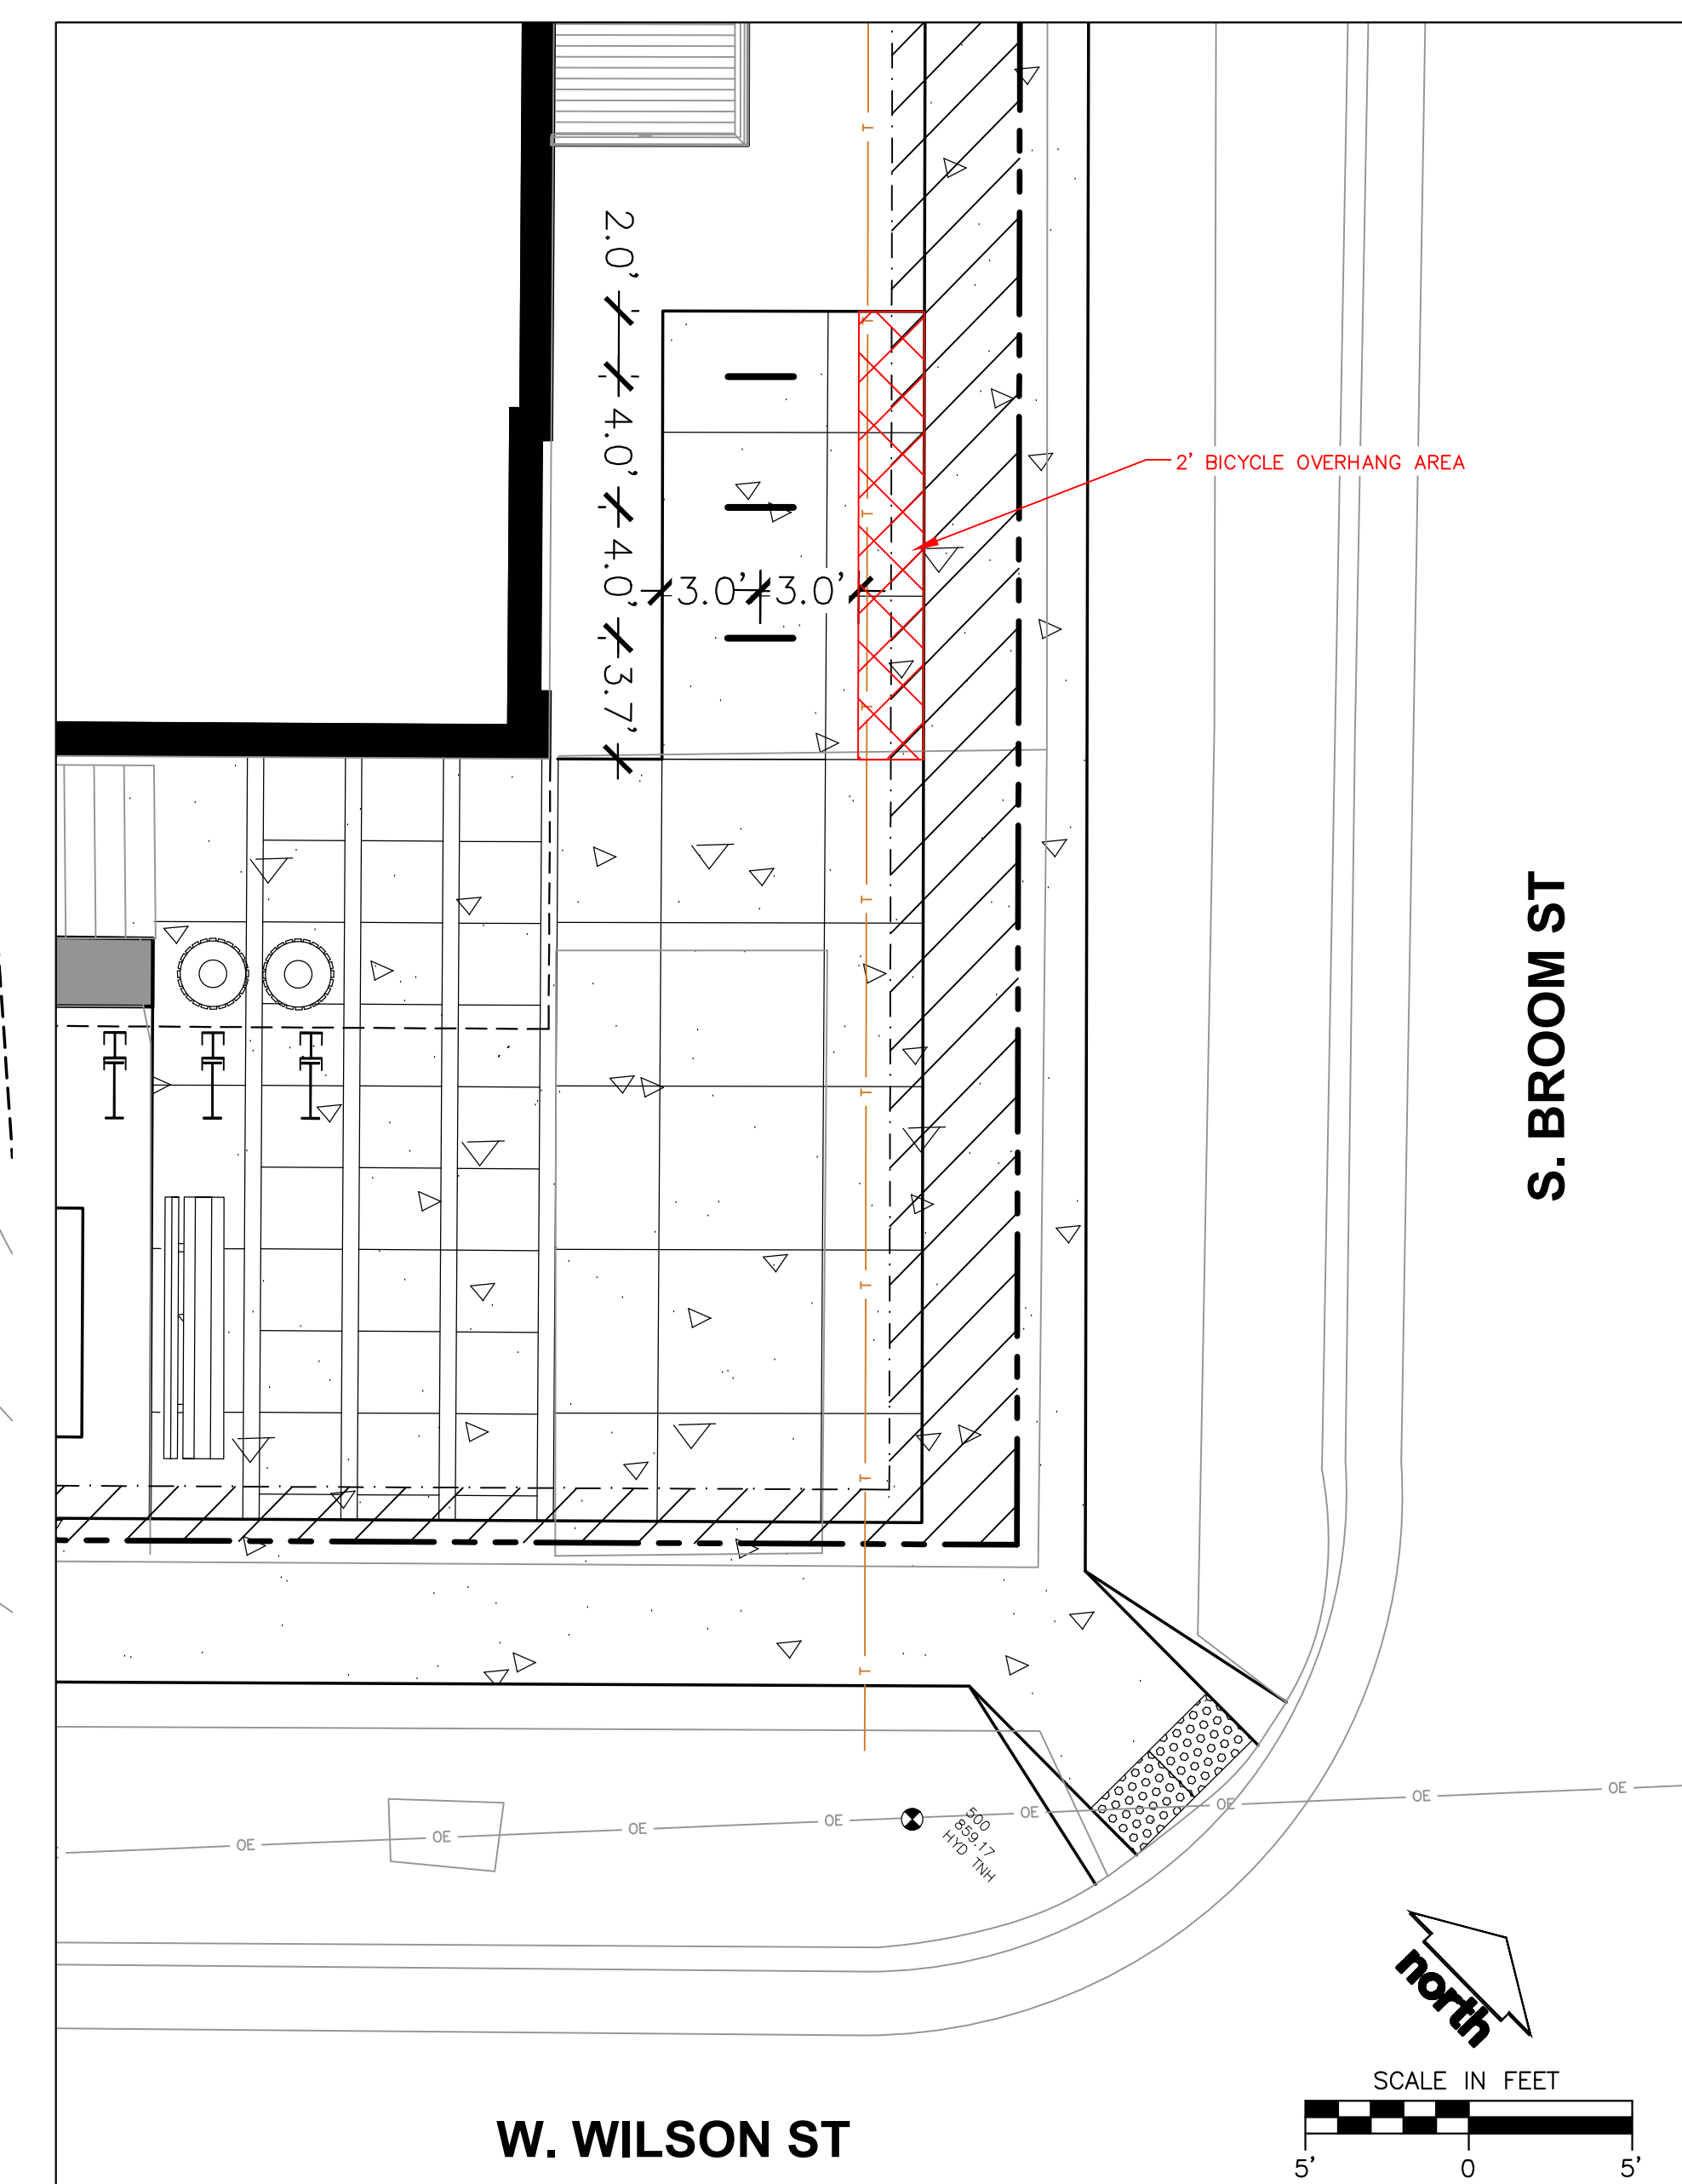 2.0'
4.0'
4.0'
3.7'
3.0'
3.0'
2' BICYCLE OVERHANG AREA
T
T
T
T
T
T
T
T
T
S. BROOM ST
OE
OE
OE
OE
OE
OE
OE
OE
500
859.17
HYD TNH
north
SCALE IN FEET
5'
0
5'
W. WILSON ST